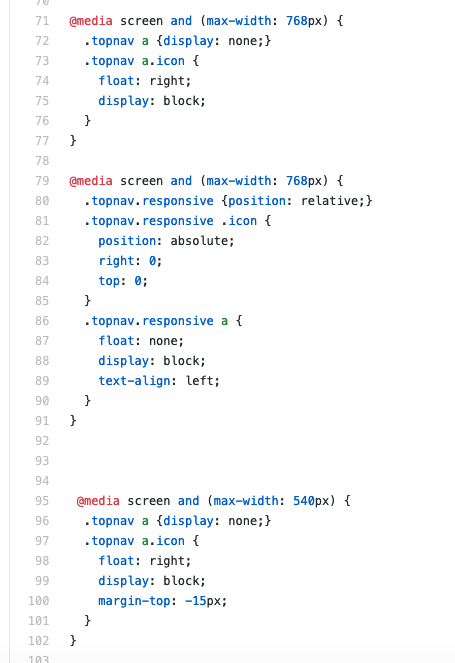 70
71 @media screen and (max-width: 768px) {
72 .topnav a {display: none;}
73 .topnav a.icon {
74 float: right;
75 display: block;
76 }
77 }
78
79 @media screen and (max-width: 768px) {
80 .topnav.responsive {position: relative;}
81 .topnav.responsive .icon {
82 position: absolute;
83 right: 0;
84 top: 0;
85 }
86 .topnav.responsive a {
87 float: none;
88 display: block;
89 text-align: left;
90 }
91 }
92
93
94
95 @media screen and (max-width: 540px) {
96 .topnav a {display: none;}
97 .topnav a.icon {
98 float: right;
99 display: block;
100 margin-top: -15px;
101 }
102 }
103